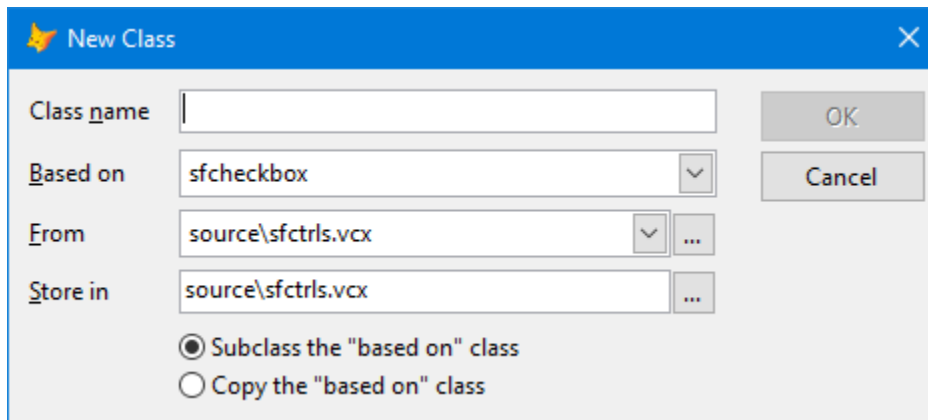 New Class
Class name
OK
Based on sfcheckbox
Cancel
From source\sfctrls.vcx ...
Store in source\sfctrls.vcx ...
Subclass the "based on" class
Copy the "based on" class